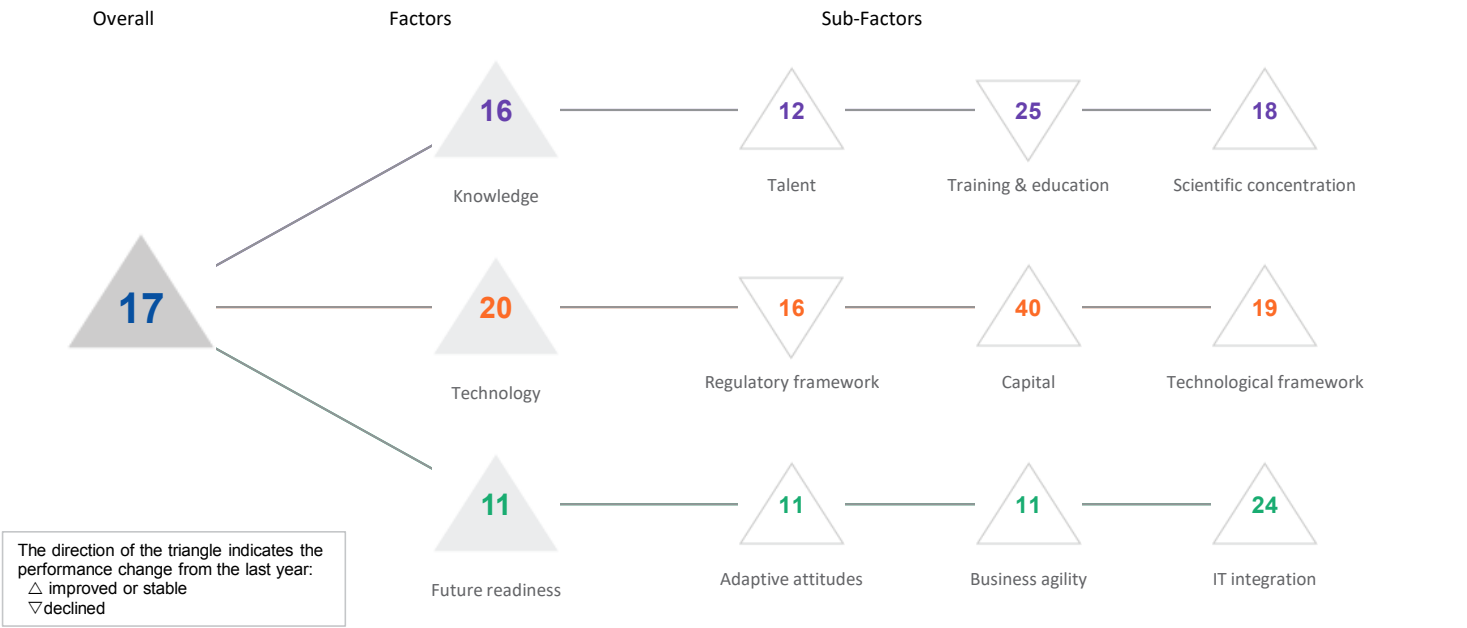 Overall Factors Sub-Factors
16 12 25 18
Knowledge Talent Training & education Scientific concentration
17 20 16 40 19
Technology Regulatory framework Capital Technological framework
11 11 11 24
Future readiness Adaptive attitudes Business agility IT integration
The direction of the triangle indicates the
performance change from the last year:
△ improved or stable
▽declined